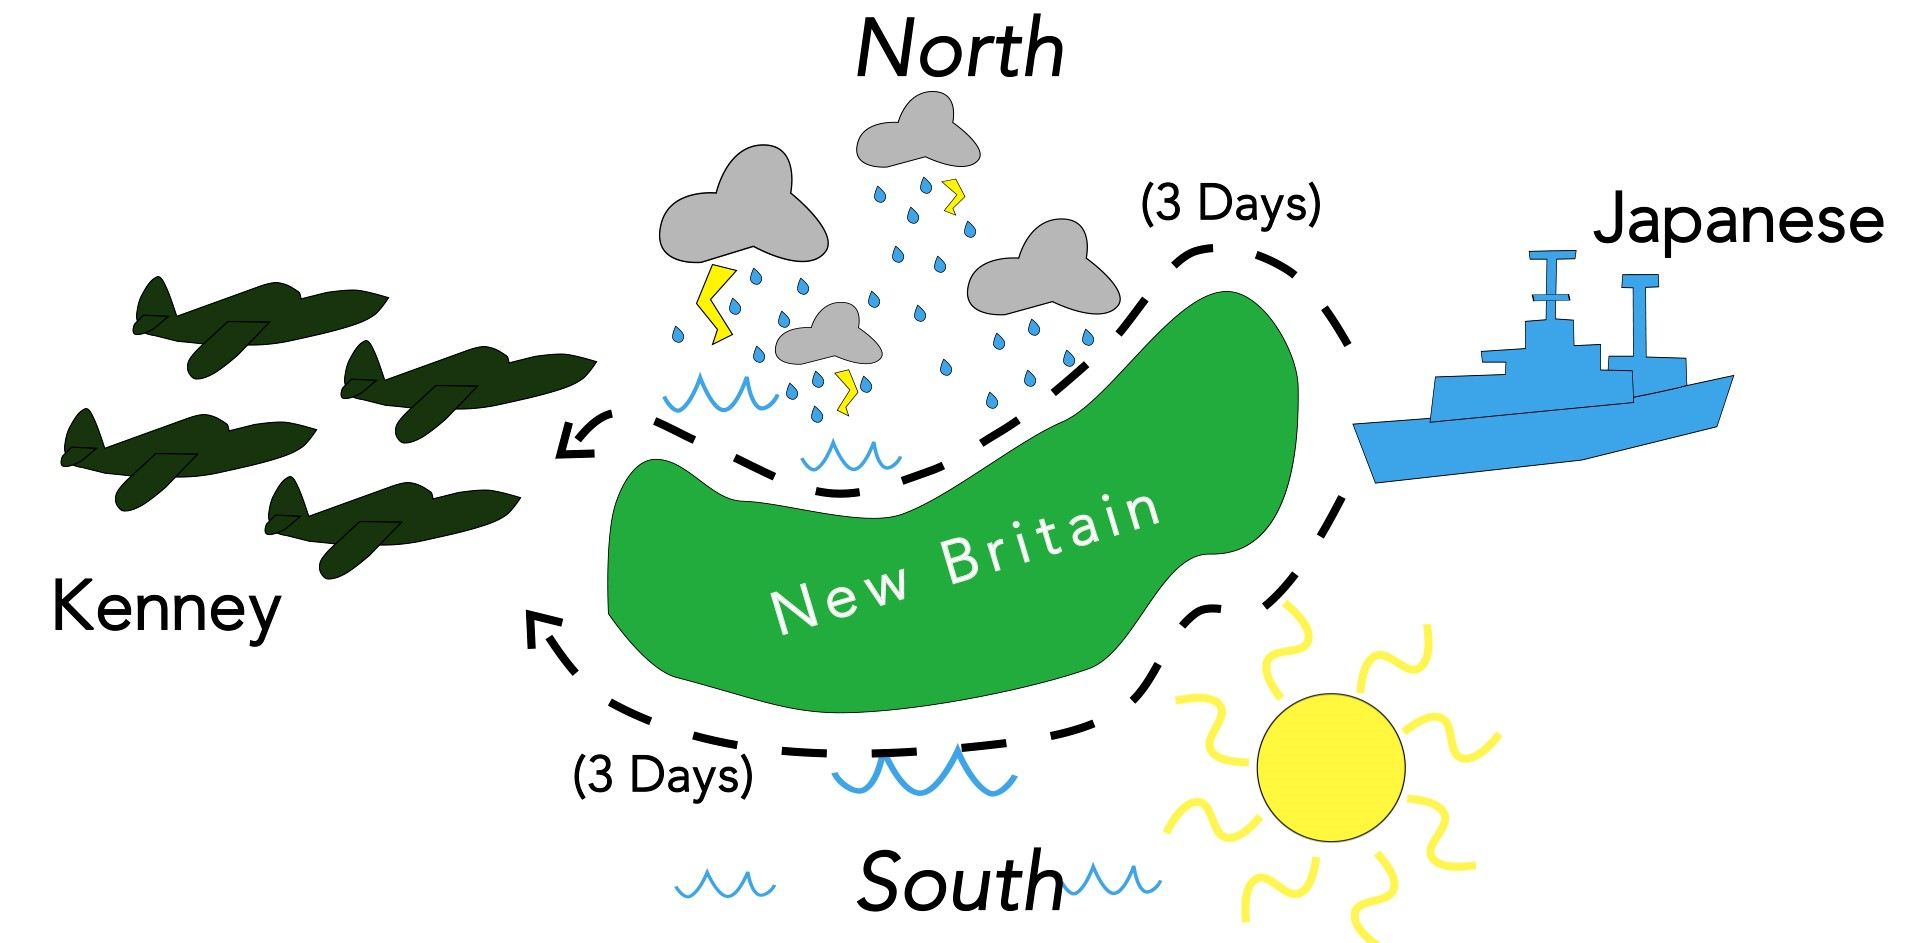 North
(3 Days)
Japanese
New Britain
Kenney
(3 Days)
South